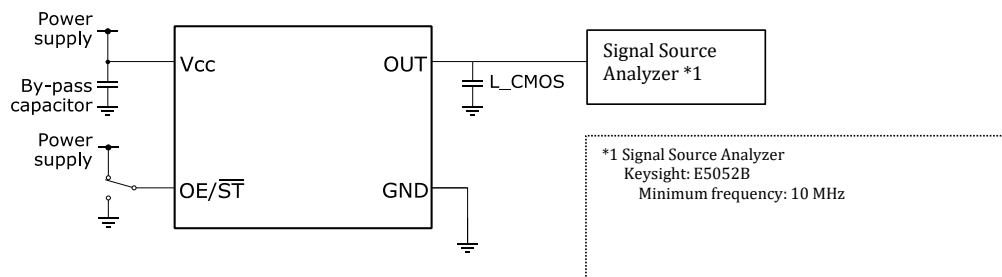 Power
supply
Vcc
By-pass
capacitor
Power
supply
OE/S̅T̅
OUT
L_CMOS
GND
Signal Source
Analyzer *1
*1 Signal Source Analyzer
Keysight: E5052B
Minimum frequency: 10 MHz